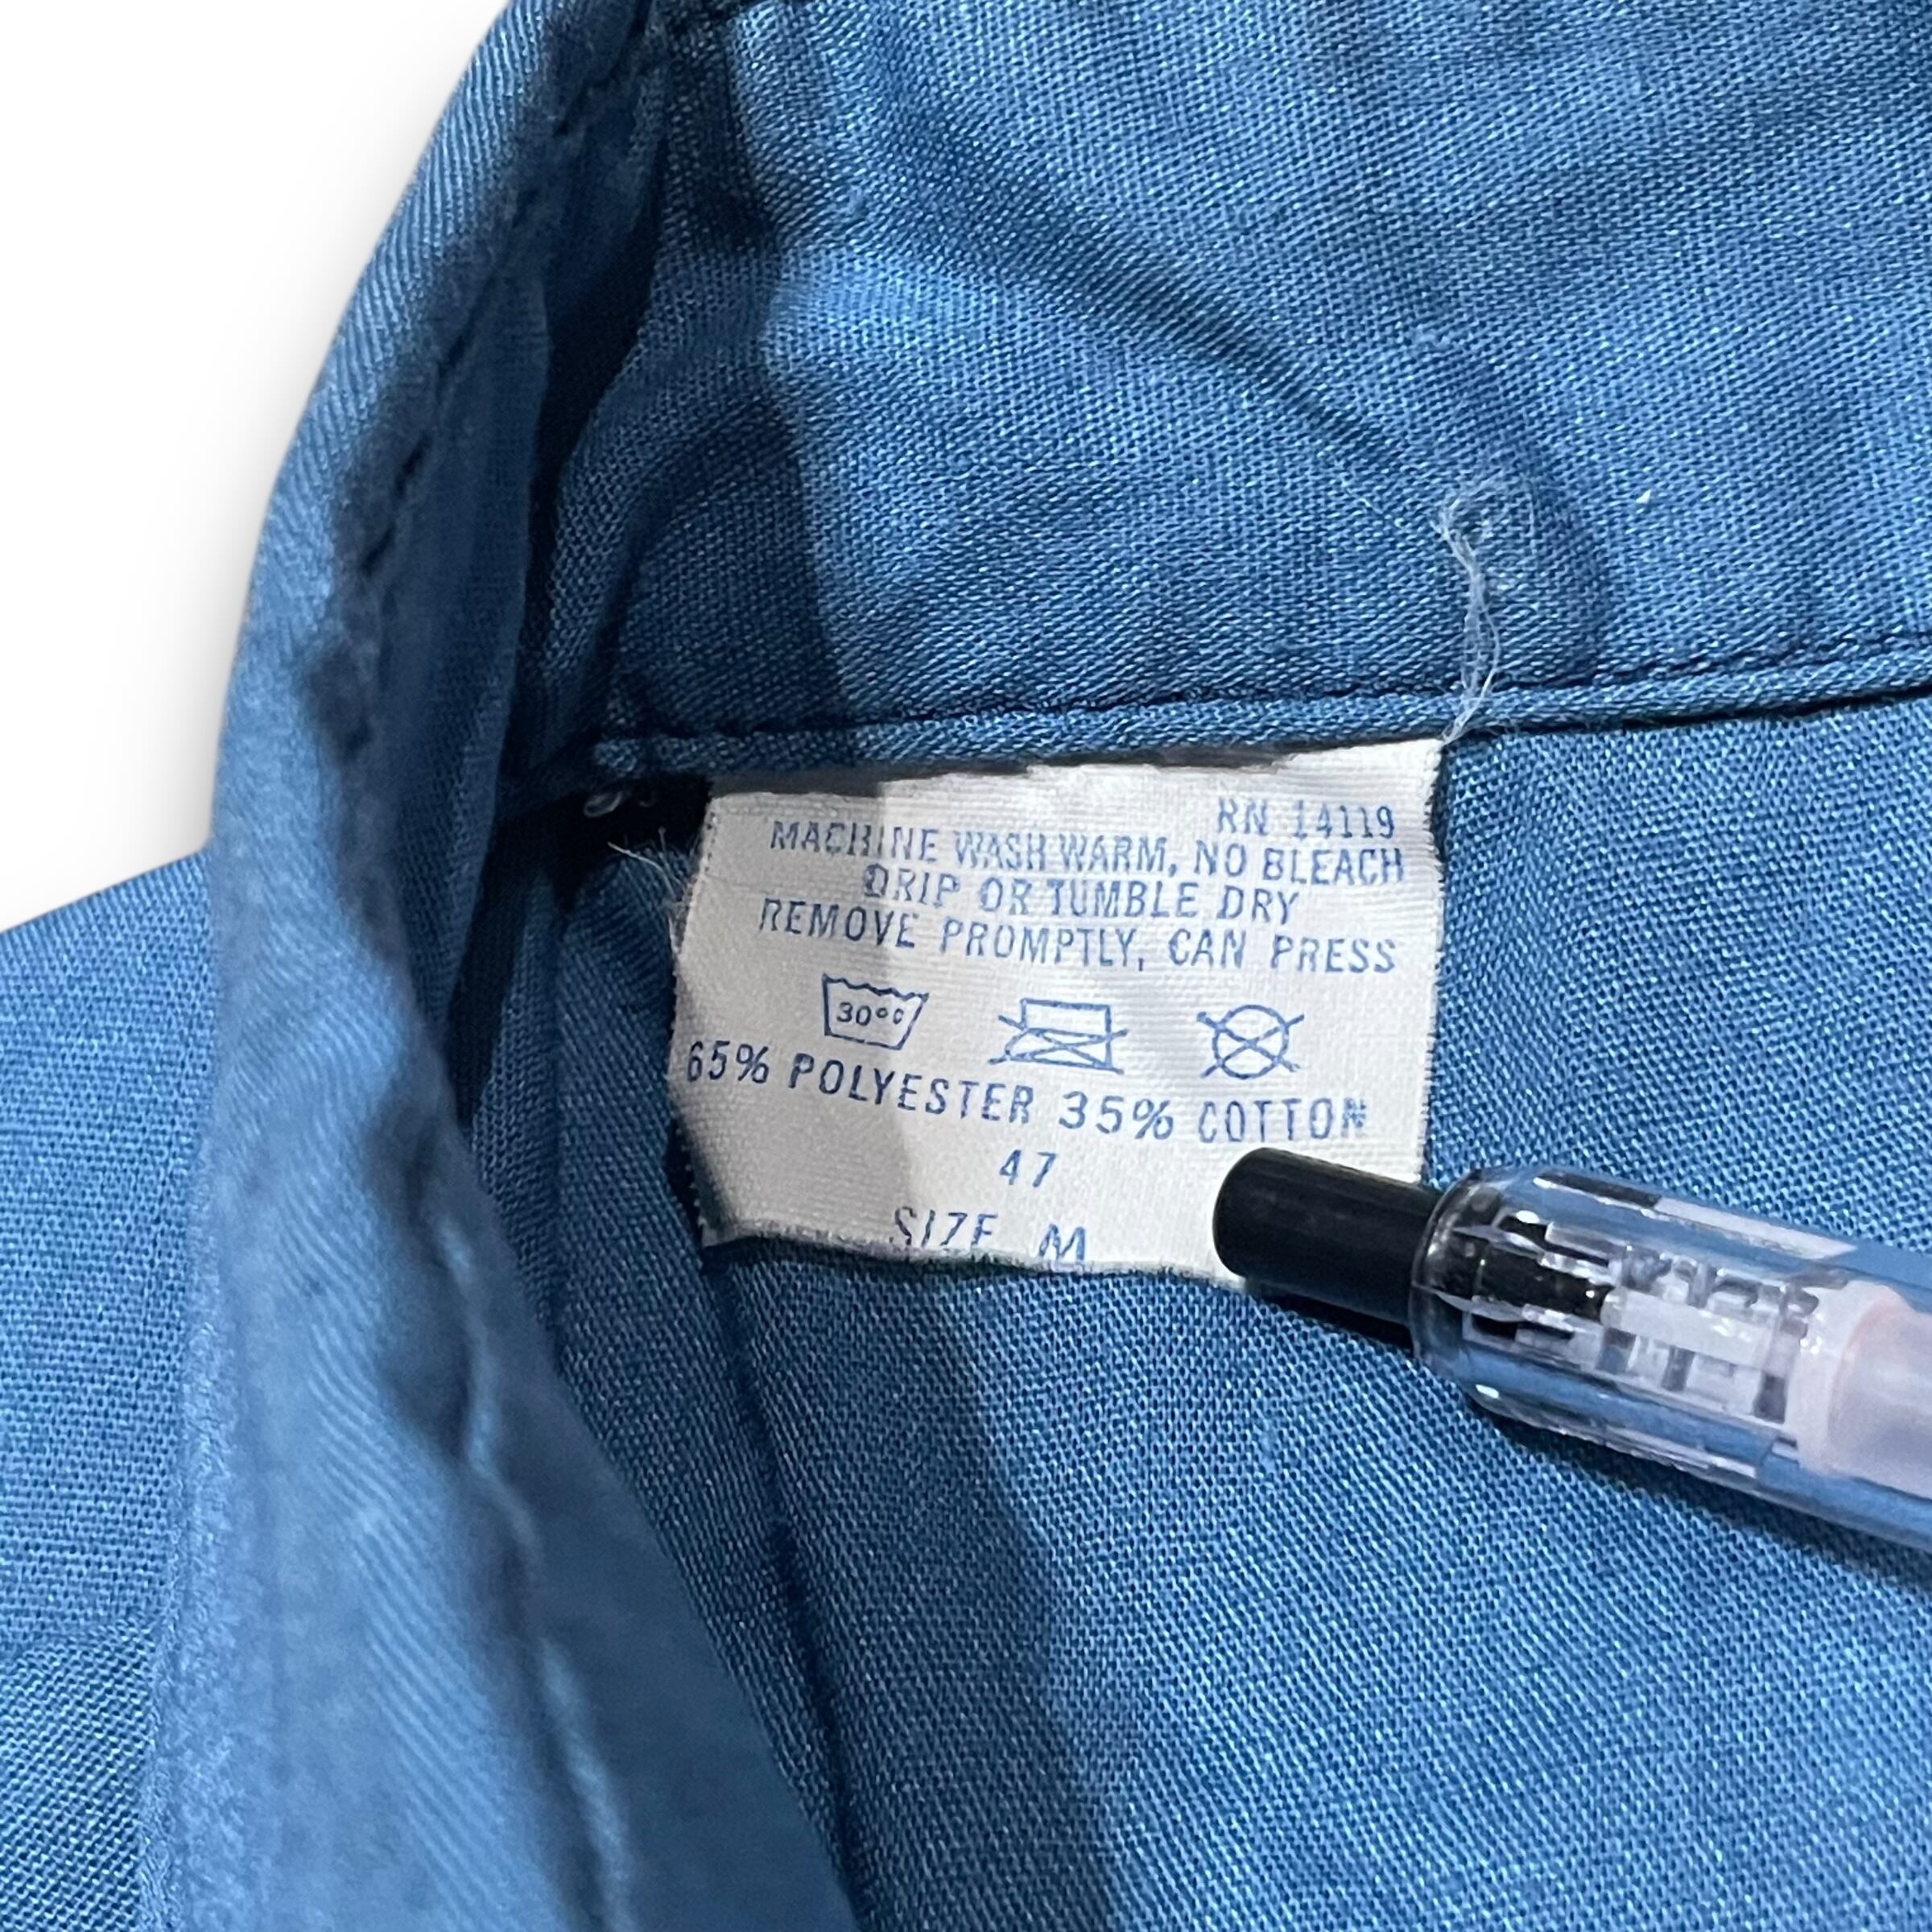 RN 14119
MACHINE WASH WARM, NO BLEACH
DRIP OR TUMBLE DRY
REMOVE PROMPTLY, CAN PRESS
30°C
65% POLYESTER 35% COTTON
47
SIZE M